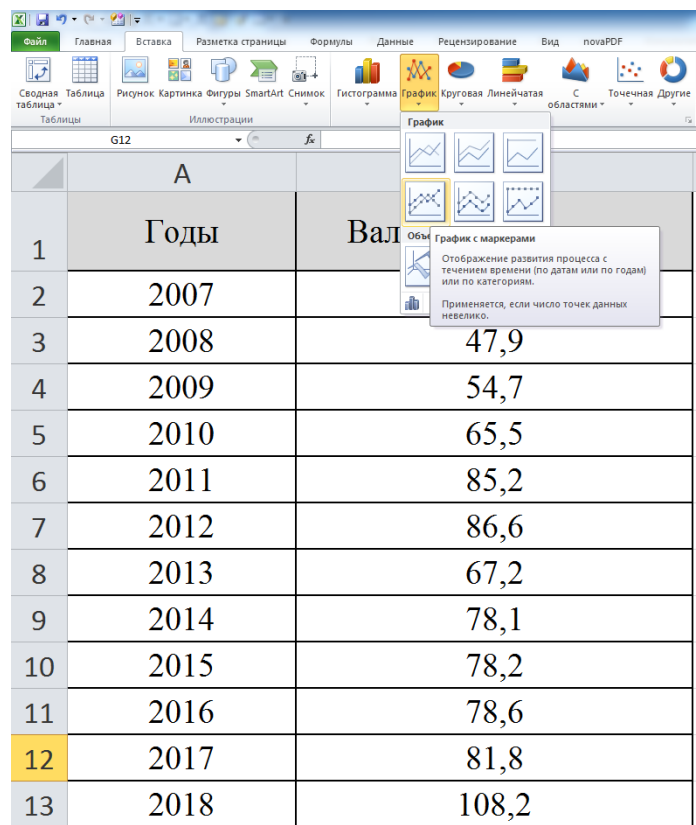 Файл Главная Вставка Разметка страницы Формулы Данные Рецензирование Вид novaPDF
Сводная таблица Таблица Рисунок Картинка Фигуры SmartArt Снимок Гистограмма График Круговая Линейчатая С областями Точечная Другие
Таблицы Иллюстрации
График
G12 fx
A
1 Годы Вал
Объе
График с маркерами
Отображение развития процесса с
течением времени (по датам или по годам)
или по категориям.
Применяется, если число точек данных
невелико.
2 2007
3 2008 47,9
4 2009 54,7
5 2010 65,5
6 2011 85,2
7 2012 86,6
8 2013 67,2
9 2014 78,1
10 2015 78,2
11 2016 78,6
12 2017 81,8
13 2018 108,2